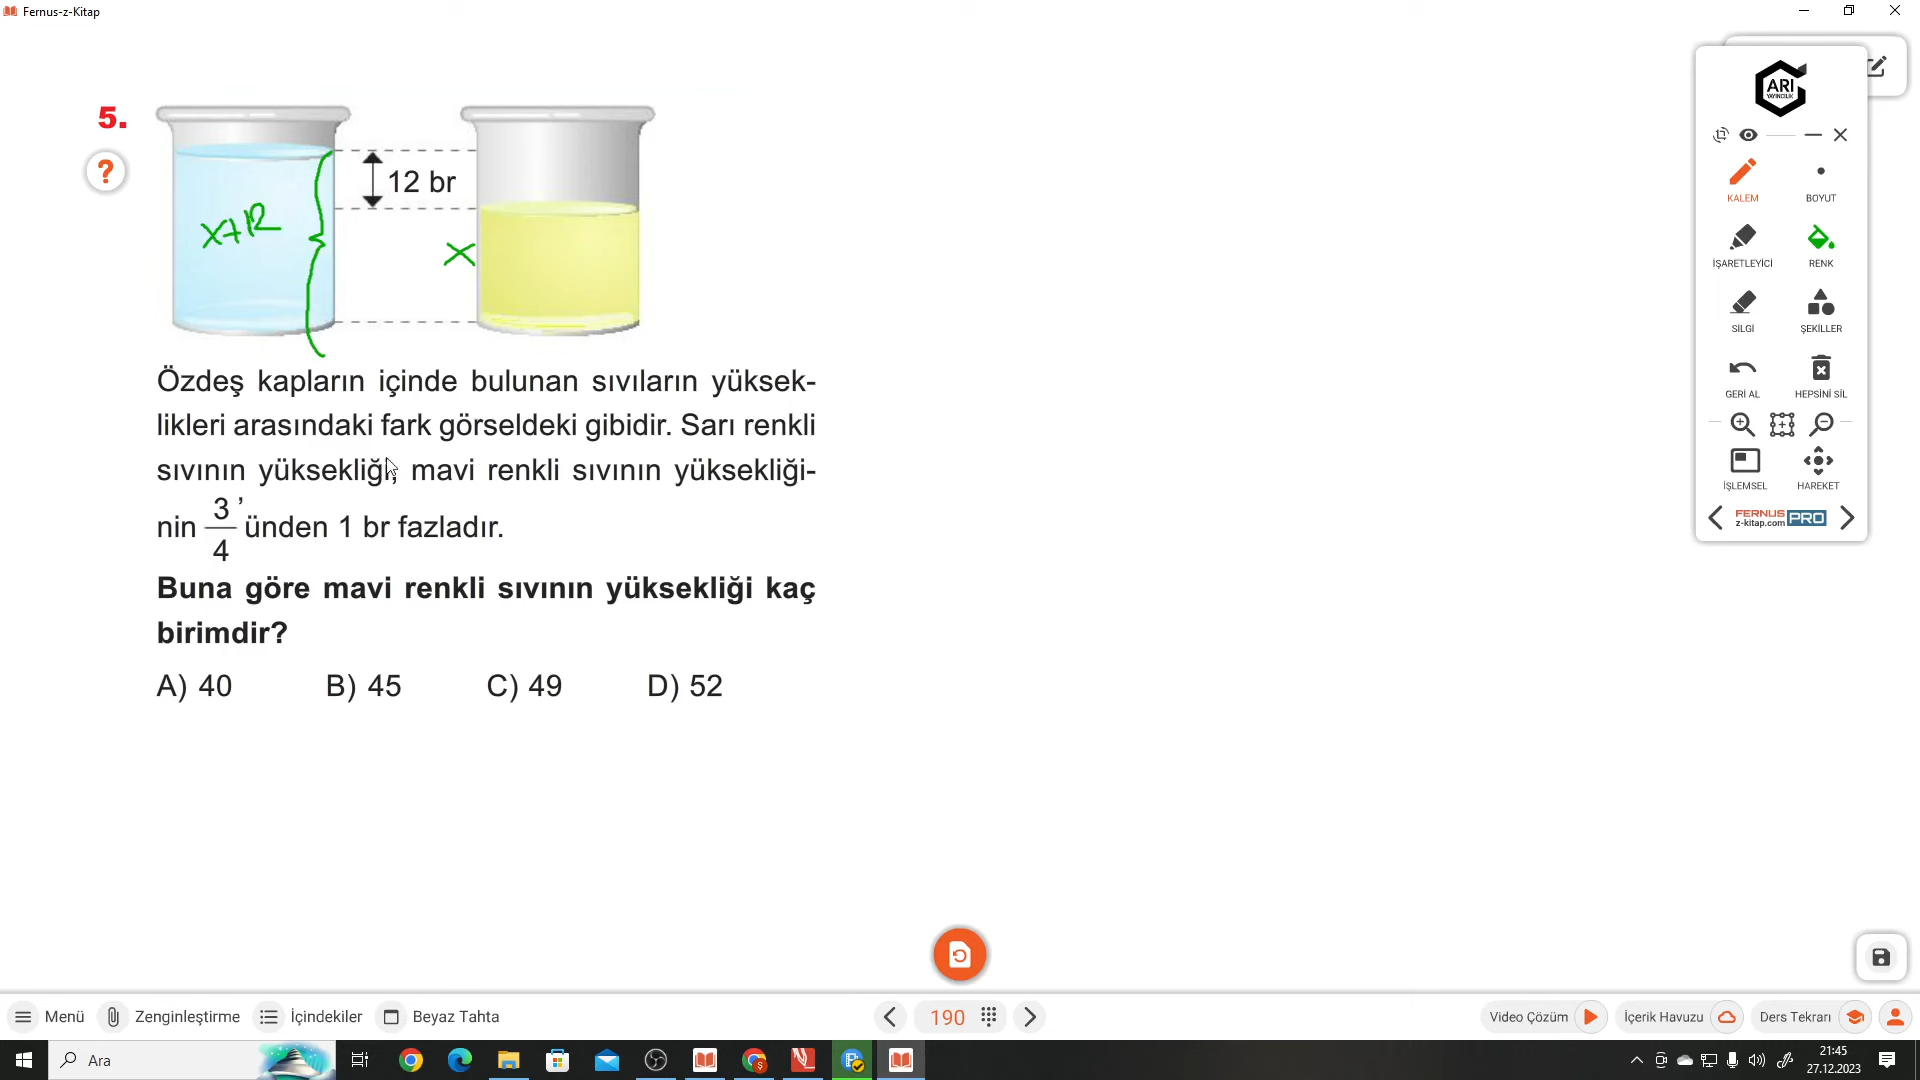 Fernus-z-Kitap
5.
?
12 br
x+12
x
Özdeş kapların içinde bulunan sıvıların yüksek-
likleri arasındaki fark görseldeki gibidir. Sarı renkli
sıvının yüksekliği, mavi renkli sıvının yüksekliği-
nin 3/4'ünden 1 br fazladır.
Buna göre mavi renkli sıvının yüksekliği kaç
birimdir?
A) 40 B) 45 C) 49 D) 52
ARI
YAYINCILIK
KALEM BOYUT
İŞARETLEYİCİ RENK
SİLGİ ŞEKİLLER
GERİ AL HEPSİNİ SİL
İŞLEMSEL HAREKET
FERNUS
z-kitap.com PRO
Menü Zenginleştirme İçindekiler Beyaz Tahta 190 Video Çözüm İçerik Havuzu Ders Tekrarı
Ara
21:45
27.12.2023